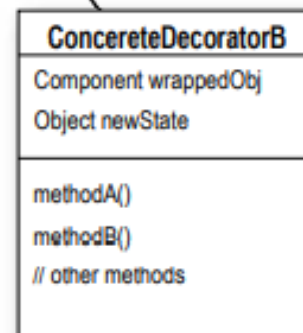 ConcereteDecoratorB
Component wrappedObj
Object newState
methodA()
methodB()
// other methods